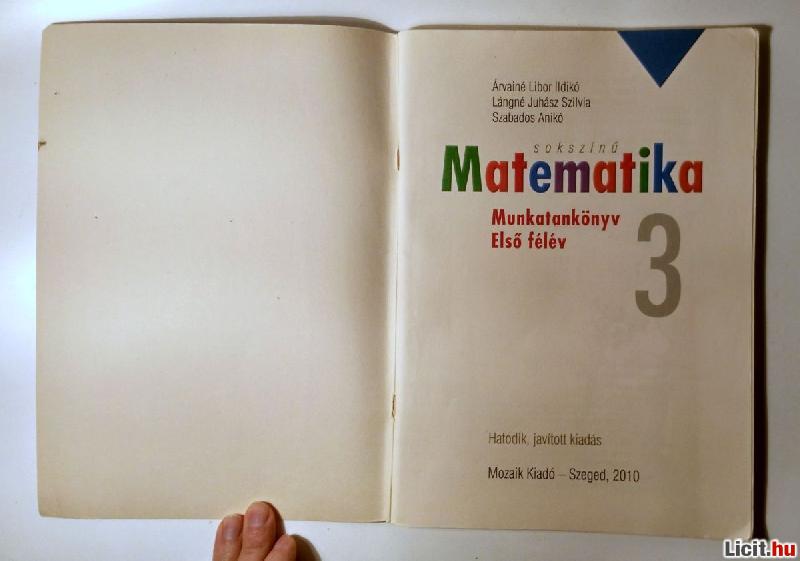 Árvainé Libor Ildikó
Lángné Juhász Szilvia
Szabados Anikó
sokszínű
Matematika
Munkatankönyv
Első félév
3
Hatodik, javított kiadás
Mozaik Kiadó – Szeged, 2010
Licit.hu